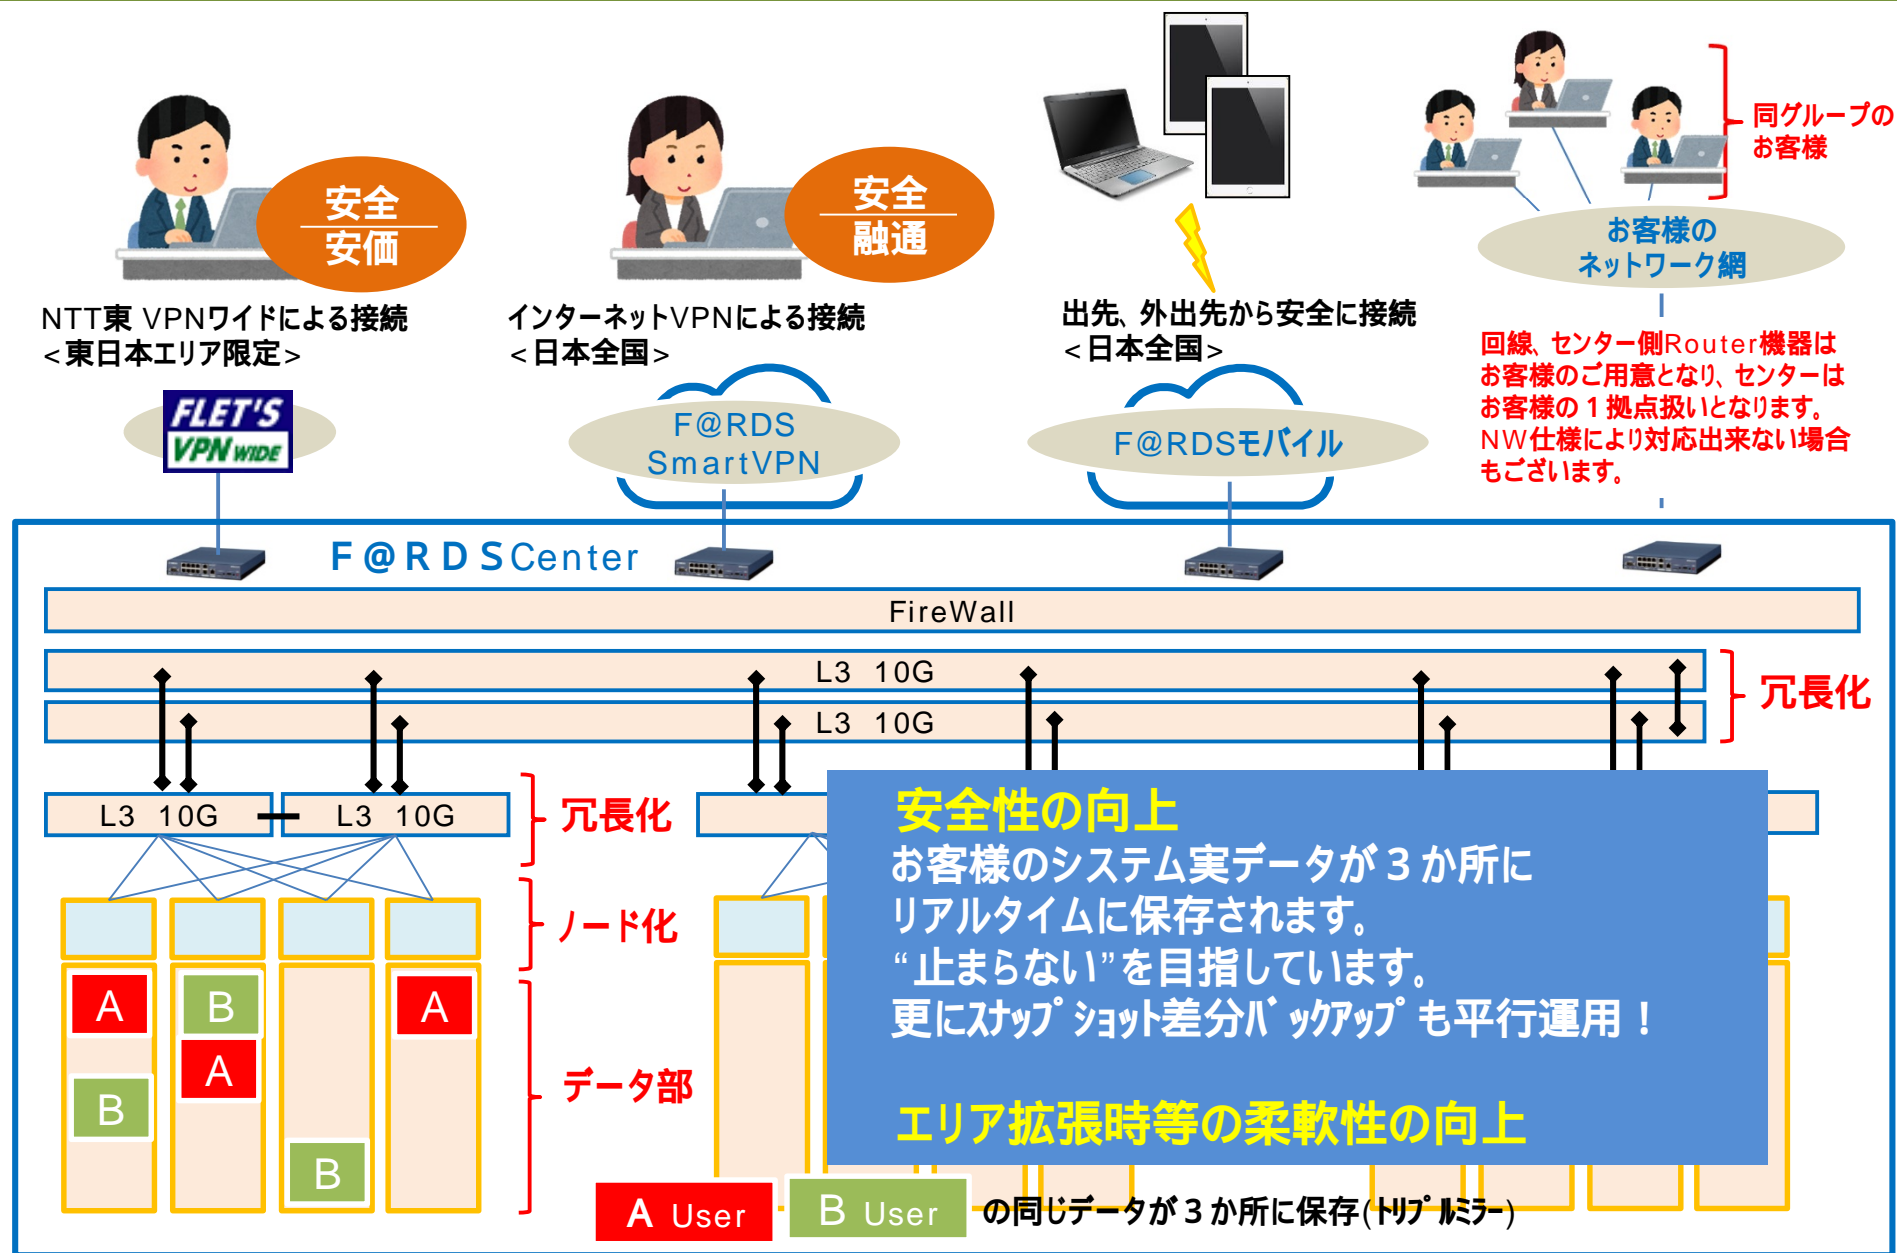 安全
安価
安全
融通
同グループの
お客様
お客様の
ネットワーク網
NTT東 VPNワイドによる接続
<東日本エリア限定>
インターネットVPNによる接続
<日本全国>
出先、外出先から安全に接続
<日本全国>
回線、センター側Router機器は
お客様のご用意となり、センターは
お客様の1拠点扱いとなります。
NW仕様により対応出来ない場合
もございます。
FLET'S
VPN WIDE
F@RDS
SmartVPN
F@RDSモバイル
F@RDSCenter
FireWall
L3 10G
L3 10G
冗長化
L3 10G
L3 10G
冗長化
ノード化
A
B
A
A
B
B
データ部
安全性の向上
お客様のシステム実データが3か所に
リアルタイムに保存されます。
“止まらない”を目指しています。
更にスナップショット差分バックアップも平行運用!
エリア拡張時等の柔軟性の向上
A User
B User
の同じデータが3か所に保存(トリプルミラー)